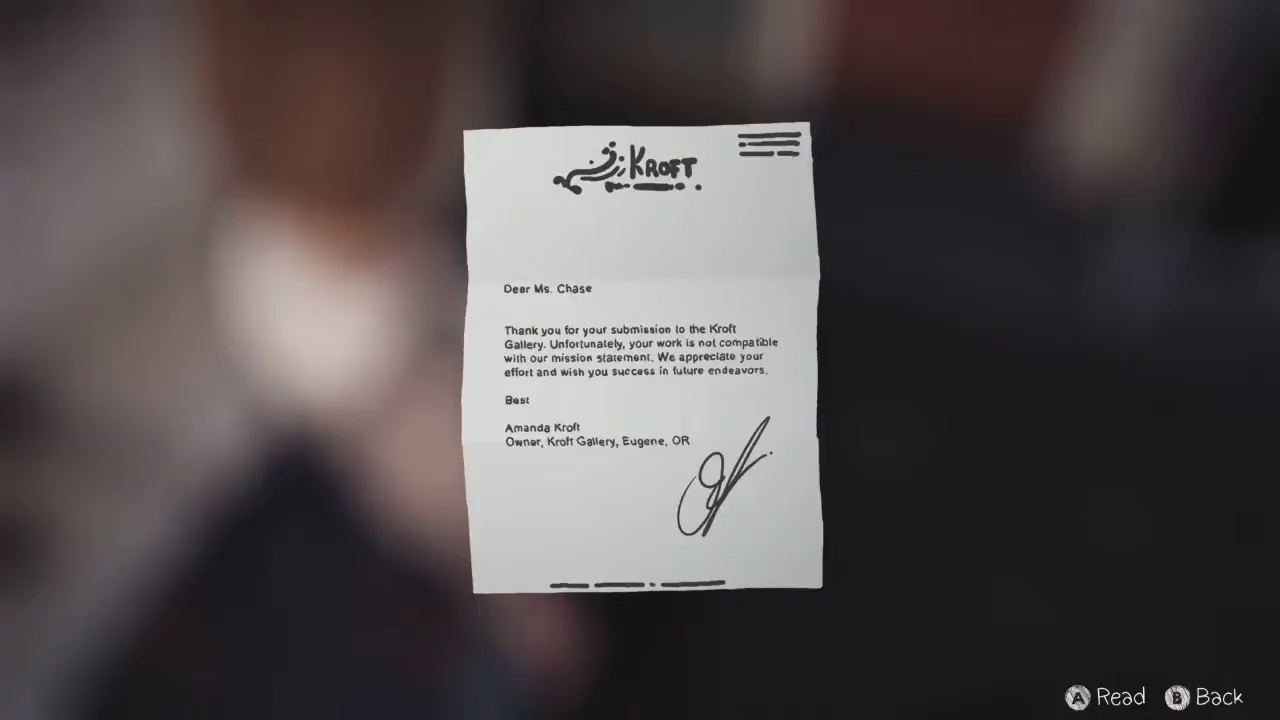 KROFT
Dear Ms. Chase
Thank you for your submission to the Kroft
Gallery. Unfortunately, your work is not compatible
with our mission statement. We appreciate your
effort and wish you success in future endeavors.
Best
Amanda Kroft
Owner, Kroft Gallery, Eugene, OR
A Read B Back